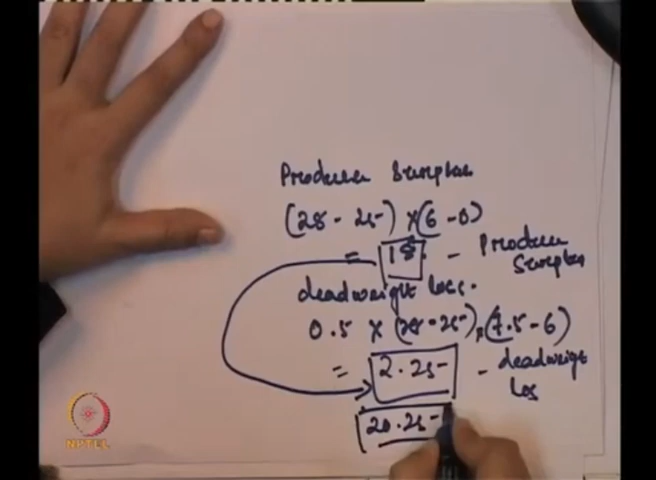 Producer Surplus
(28 - 25) × (6 - 0)
= 18. - Producer Surplus
deadweight loss.
0.5 × (28 - 25) × (7.5 - 6)
= 2.25 - deadweight loss
20.25
NPTEL